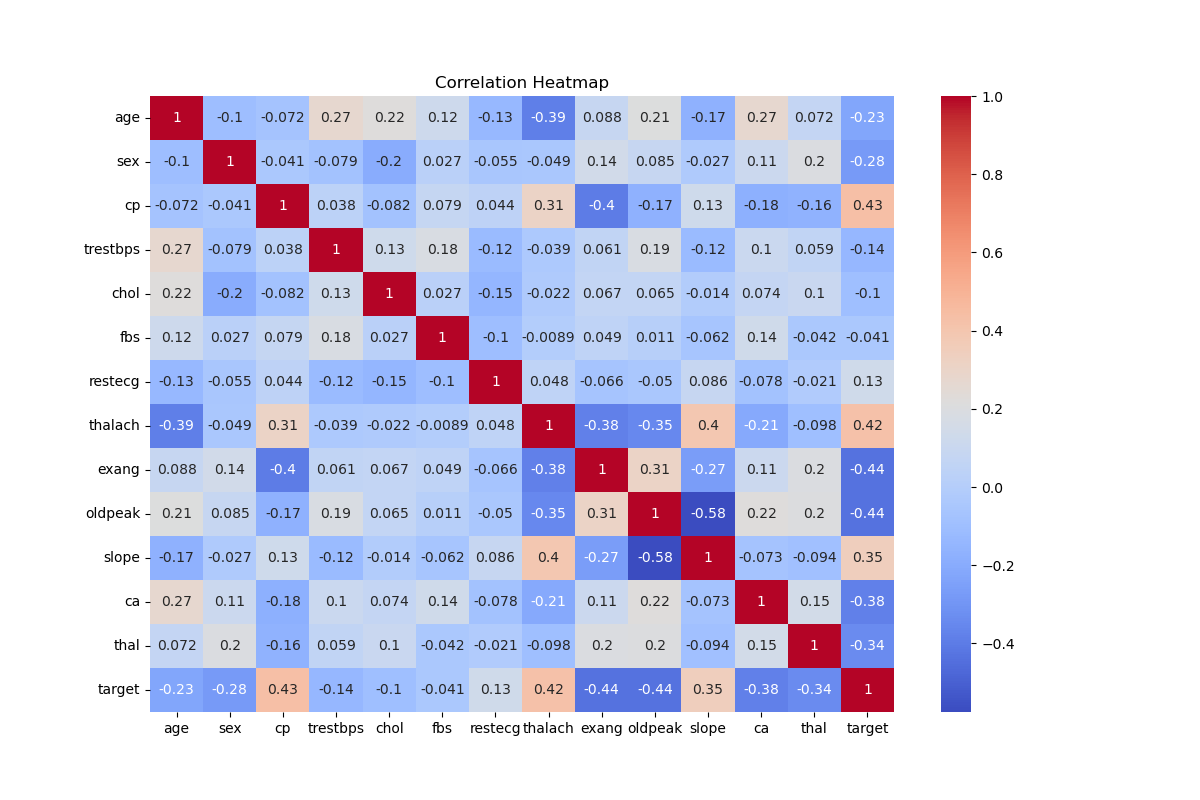 Correlation Heatmap
age 1 -0.1 -0.072 0.27 0.22 0.12 -0.13 -0.39 0.088 0.21 -0.17 0.27 0.072 -0.23 1.0
sex -0.1 1 -0.041 -0.079 -0.2 0.027 -0.055 -0.049 0.14 0.085 -0.027 0.11 0.2 -0.28 0.8
cp -0.072 -0.041 1 0.038 -0.082 0.079 0.044 0.31 -0.4 -0.17 0.13 -0.18 -0.16 0.43
trestbps 0.27 -0.079 0.038 1 0.13 0.18 -0.12 -0.039 0.061 0.19 -0.12 0.1 0.059 -0.14 0.6
chol 0.22 -0.2 -0.082 0.13 1 0.027 -0.15 -0.022 0.067 0.065 -0.014 0.074 0.1 -0.1
fbs 0.12 0.027 0.079 0.18 0.027 1 -0.1 -0.0089 0.049 0.011 -0.062 0.14 -0.042 -0.041 0.4
restecg -0.13 -0.055 0.044 -0.12 -0.15 -0.1 1 0.048 -0.066 -0.05 0.086 -0.078 -0.021 0.13 0.2
thalach -0.39 -0.049 0.31 -0.039 -0.022 -0.0089 0.048 1 -0.38 -0.35 0.4 -0.21 -0.098 0.42
exang 0.088 0.14 -0.4 0.061 0.067 0.049 -0.066 -0.38 1 0.31 -0.27 0.11 0.2 -0.44 0.0
oldpeak 0.21 0.085 -0.17 0.19 0.065 0.011 -0.05 -0.35 0.31 1 -0.58 0.22 0.2 -0.44
slope -0.17 -0.027 0.13 -0.12 -0.014 -0.062 0.086 0.4 -0.27 -0.58 1 -0.073 -0.094 0.35 −0.2
ca 0.27 0.11 -0.18 0.1 0.074 0.14 -0.078 -0.21 0.11 0.22 -0.073 1 0.15 -0.38
thal 0.072 0.2 -0.16 0.059 0.1 -0.042 -0.021 -0.098 0.2 0.2 -0.094 0.15 1 -0.34 −0.4
target -0.23 -0.28 0.43 -0.14 -0.1 -0.041 0.13 0.42 -0.44 -0.44 0.35 -0.38 -0.34 1
age sex cp trestbps chol fbs restecg thalach exang oldpeak slope ca thal target